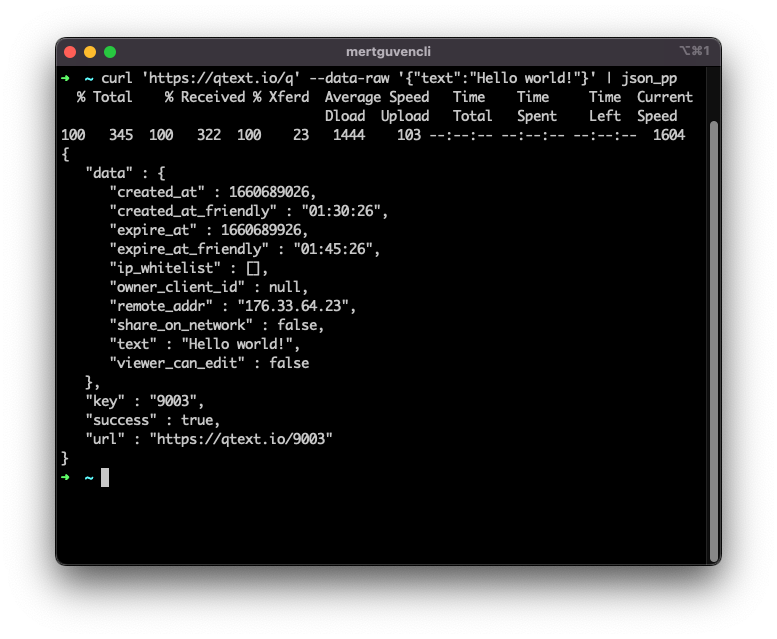 mertguvencli
⌥⌘1
➜ ~ curl 'https://qtext.io/q' --data-raw '{"text":"Hello world!"}' | json_pp
  % Total    % Received % Xferd  Average Speed   Time    Time     Time  Current
                                 Dload  Upload   Total   Spent    Left  Speed
100   345  100   322  100    23   1444    103 --:--:-- --:--:-- --:--:--  1604
{
   "data" : {
      "created_at" : 1660689026,
      "created_at_friendly" : "01:30:26",
      "expire_at" : 1660689926,
      "expire_at_friendly" : "01:45:26",
      "ip_whitelist" : [],
      "owner_client_id" : null,
      "remote_addr" : "176.33.64.23",
      "share_on_network" : false,
      "text" : "Hello world!",
      "viewer_can_edit" : false
   },
   "key" : "9003",
   "success" : true,
   "url" : "https://qtext.io/9003"
}
➜ ~